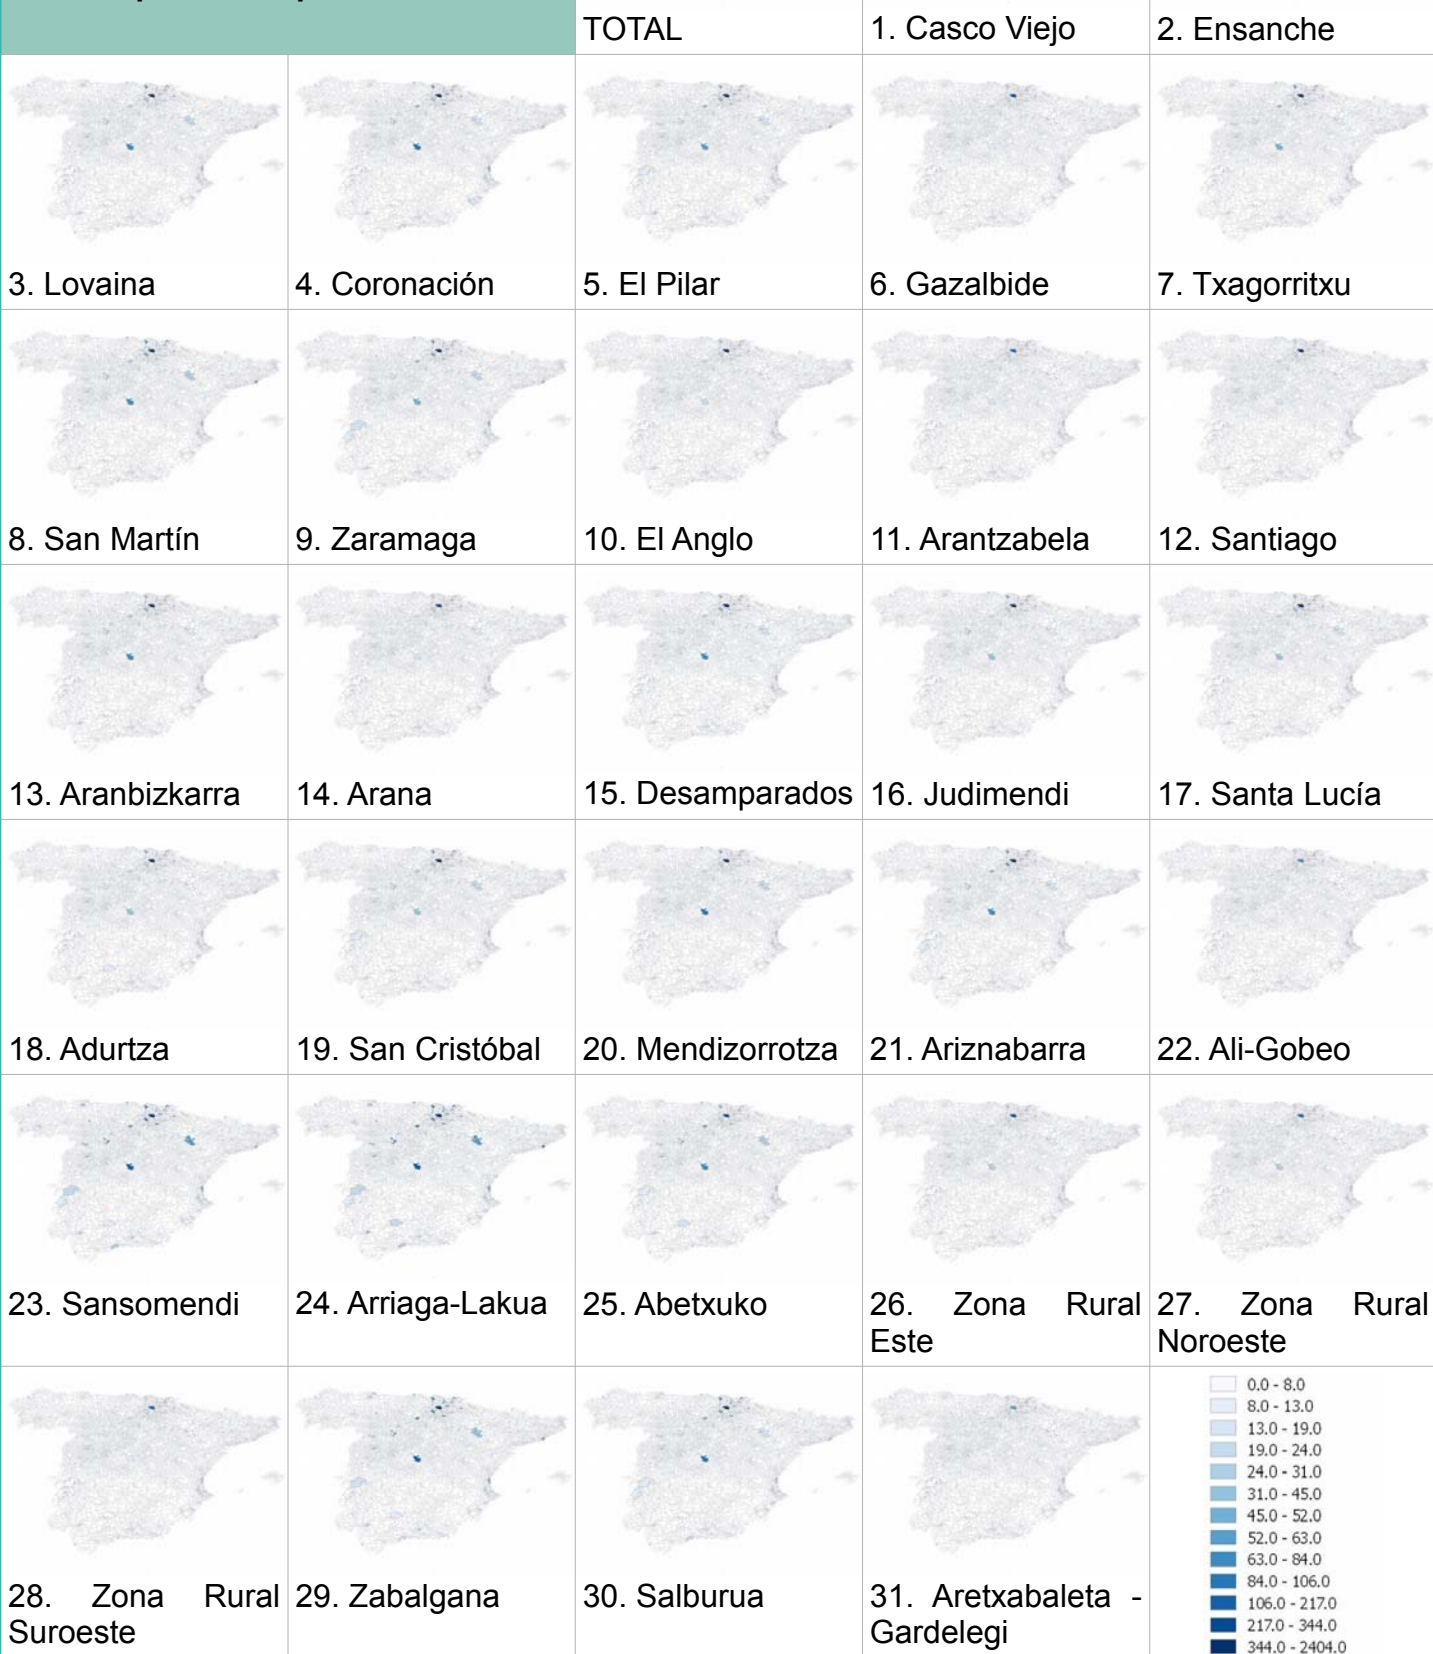 TOTAL
1. Casco Viejo
2. Ensanche
3. Lovaina
4. Coronación
5. El Pilar
6. Gazalbide
7. Txagorritxu
8. San Martín
9. Zaramaga
10. El Anglo
11. Arantzabela
12. Santiago
13. Aranbizkarra
14. Arana
15. Desamparados
16. Judimendi
17. Santa Lucía
18. Adurtza
19. San Cristóbal
20. Mendizorrotza
21. Ariznabarra
22. Ali-Gobeo
23. Sansomendi
24. Arriaga-Lakua
25. Abetxuko
26. Zona Rural
Este
27. Zona Rural
Noroeste
28. Zona Rural
Suroeste
29. Zabalgana
30. Salburua
31. Aretxabaleta -
Gardelegi
0.0 - 8.0
8.0 - 13.0
13.0 - 19.0
19.0 - 24.0
24.0 - 31.0
31.0 - 45.0
45.0 - 52.0
52.0 - 63.0
63.0 - 84.0
84.0 - 106.0
106.0 - 217.0
217.0 - 344.0
344.0 - 2404.0